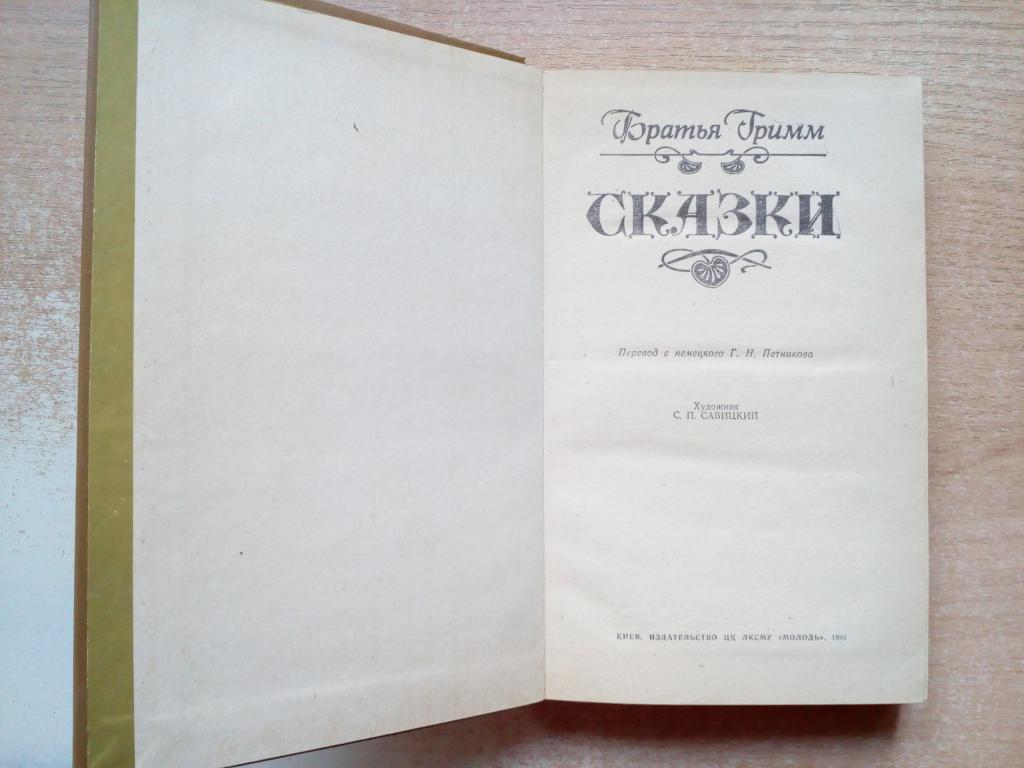 Братья Гримм
СКАЗКИ
Перевод с немецкого Г. Н. Петникова
Художник
С. П. САВИЦКИЙ
КИЕВ, ИЗДАТЕЛЬСТВО ЦК ЛКСМУ «МОЛОДЬ»,